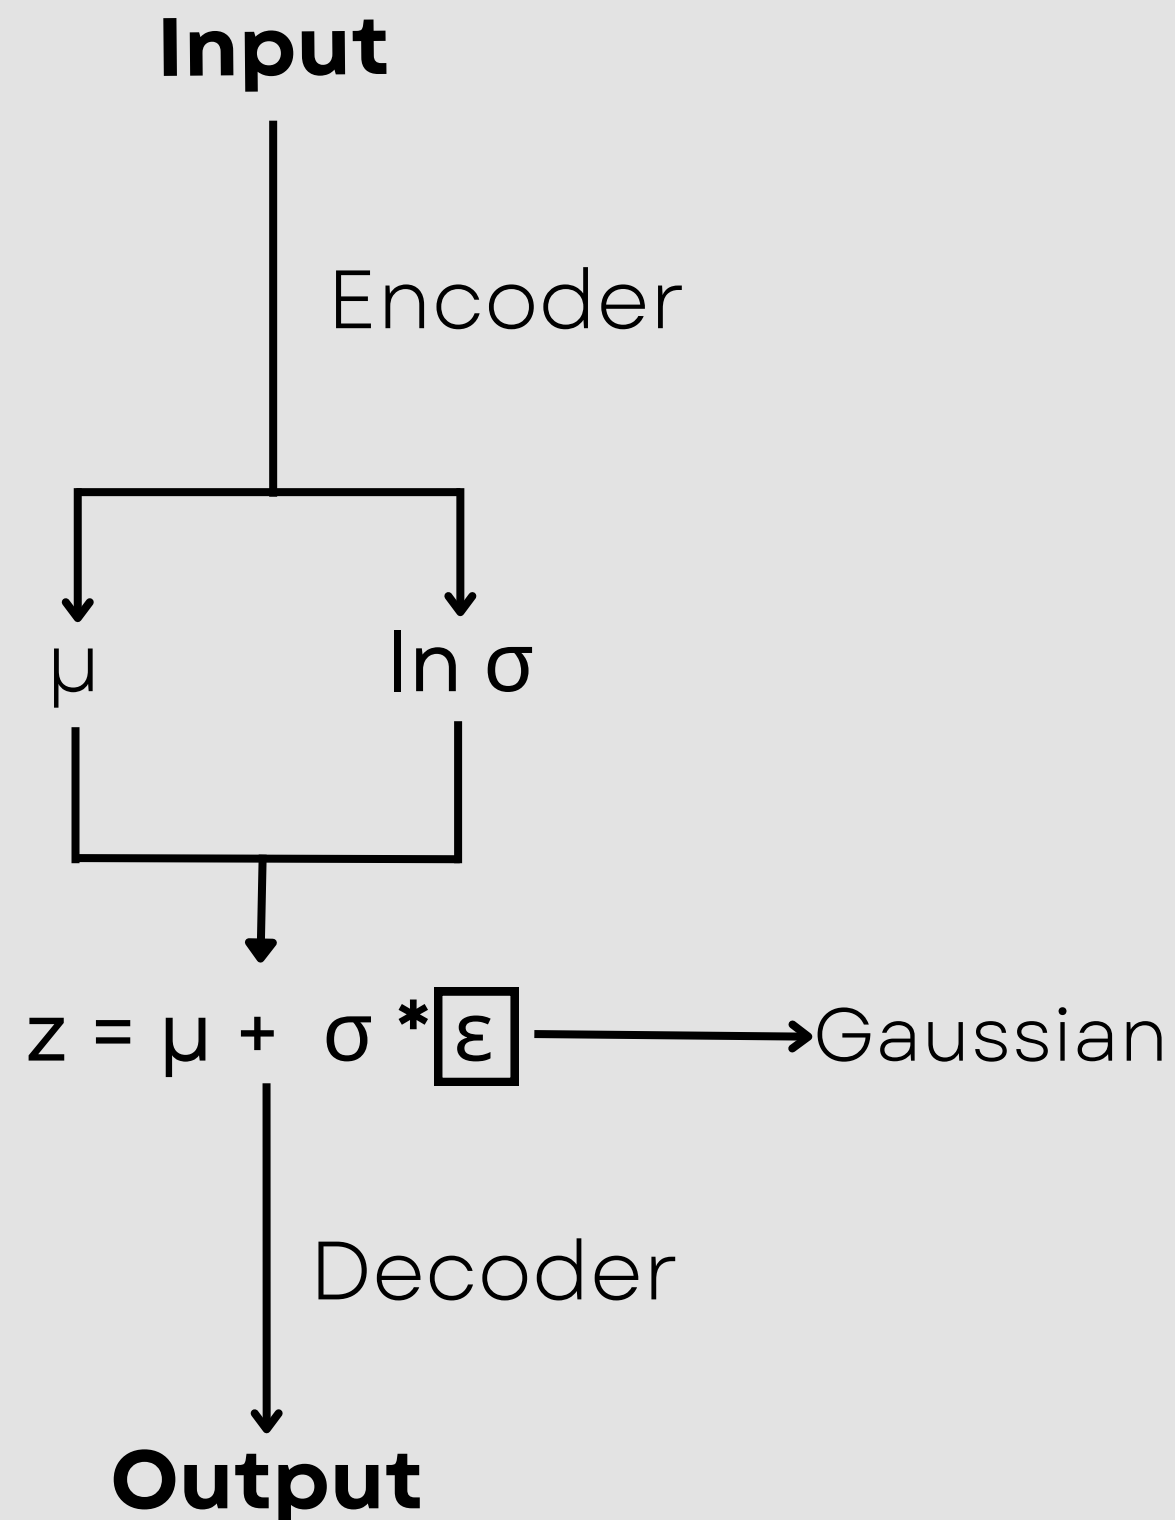 Input
Encoder
μ
ln σ
z = μ + σ * ε
Gaussian
Decoder
Output